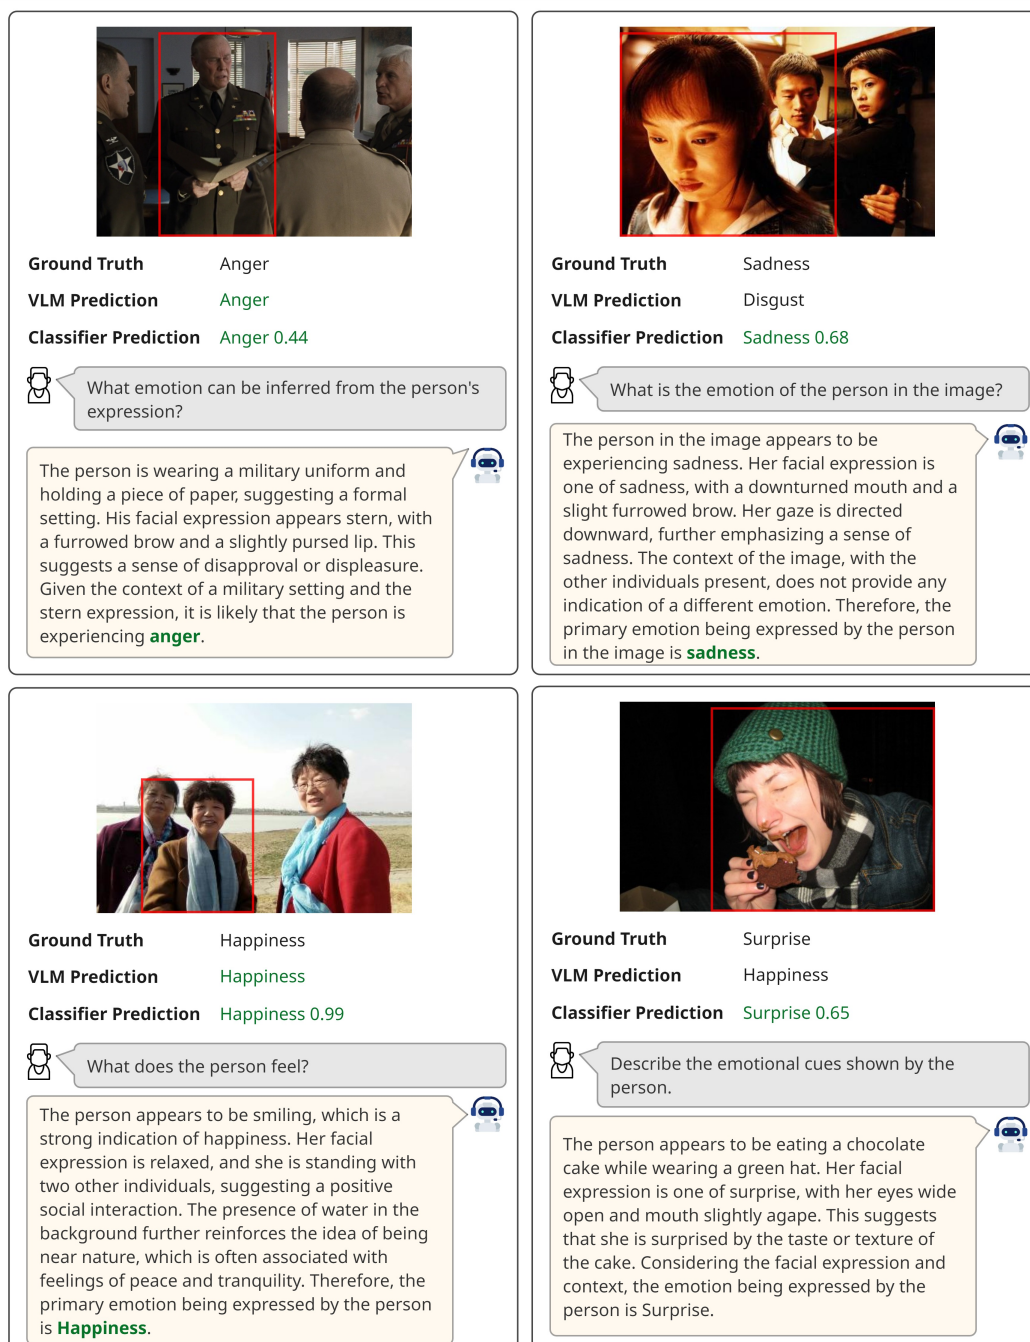 Ground Truth Anger
VLM Prediction Anger
Classifier Prediction Anger 0.44
What emotion can be inferred from the person's
expression?
The person is wearing a military uniform and
holding a piece of paper, suggesting a formal
setting. His facial expression appears stern, with
a furrowed brow and a slightly pursed lip. This
suggests a sense of disapproval or displeasure.
Given the context of a military setting and the
stern expression, it is likely that the person is
experiencing anger.
Ground Truth Sadness
VLM Prediction Disgust
Classifier Prediction Sadness 0.68
What is the emotion of the person in the image?
The person in the image appears to be
experiencing sadness. Her facial expression is
one of sadness, with a downturned mouth and a
slight furrowed brow. Her gaze is directed
downward, further emphasizing a sense of
sadness. The context of the image, with the
other individuals present, does not provide any
indication of a different emotion. Therefore, the
primary emotion being expressed by the person
in the image is sadness.
Ground Truth Happiness
VLM Prediction Happiness
Classifier Prediction Happiness 0.99
What does the person feel?
The person appears to be smiling, which is a
strong indication of happiness. Her facial
expression is relaxed, and she is standing with
two other individuals, suggesting a positive
social interaction. The presence of water in the
background further reinforces the idea of being
near nature, which is often associated with
feelings of peace and tranquility. Therefore, the
primary emotion being expressed by the person
is Happiness.
Ground Truth Surprise
VLM Prediction Happiness
Classifier Prediction Surprise 0.65
Describe the emotional cues shown by the
person.
The person appears to be eating a chocolate
cake while wearing a green hat. Her facial
expression is one of surprise, with her eyes wide
open and mouth slightly agape. This suggests
that she is surprised by the taste or texture of
the cake. Considering the facial expression and
context, the emotion being expressed by the
person is Surprise.